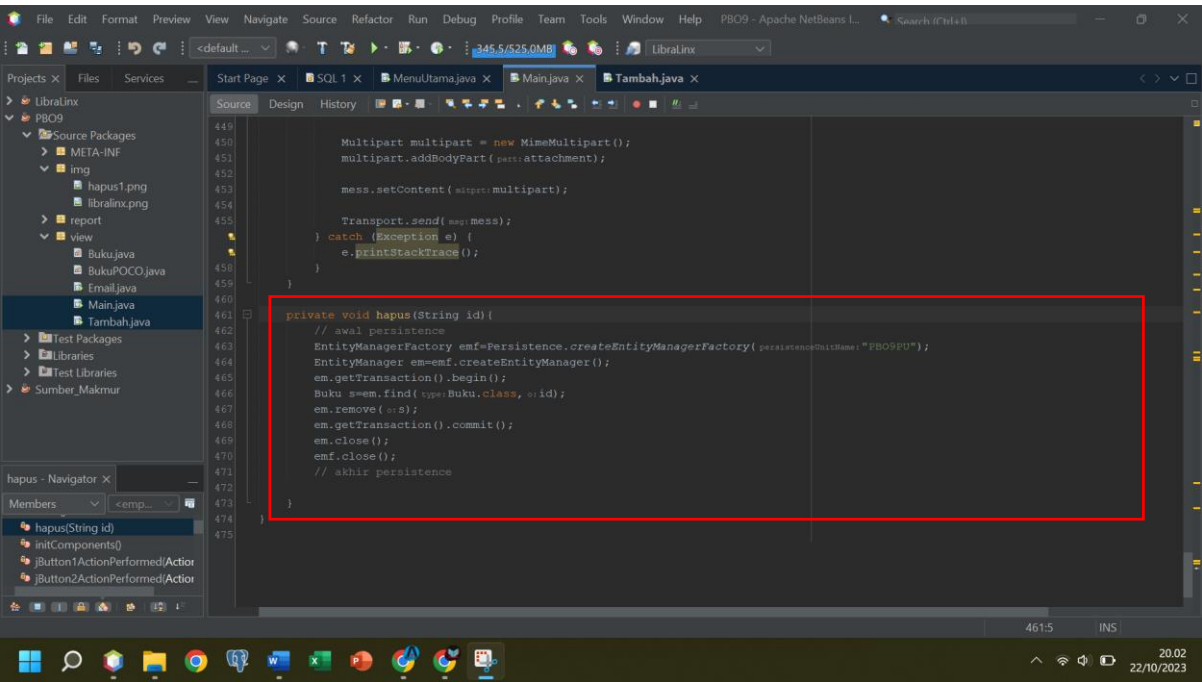 File Edit Format Preview View Navigate Source Refactor Run Debug Profile Team Tools Window Help PBO9 - Apache NetBeans I... Search (Ctrl+I)
<default ... 345,5/525,0MB LibraLinx
Projects Files Services Start Page SQL 1 MenuUtama.java Main.java Tambah.java
Source Design History
LibraLinx
PBO9
Source Packages
META-INF
img
hapus1.png
libralinx.png
report
view
Buku.java
BukuPOCO.java
Email.java
Main.java
Tambah.java
Test Packages
Libraries
Test Libraries
Sumber_Makmur
hapus - Navigator
Members <emp...
hapus(String id)
initComponents()
jButton1ActionPerformed(Action
jButton2ActionPerformed(Action
449
450 Multipart multipart = new MimeMultipart();
451 multipart.addBodyPart( part: attachment);
452
453 mess.setContent( mltprt: multipart);
454
455 Transport.send( msg: mess);
} catch (Exception e) {
e.printStackTrace();
458 }
459 }
460
461 private void hapus(String id){
462 // awal persistence
463 EntityManagerFactory emf=Persistence.createEntityManagerFactory( persistenceUnitName: "PBO9PU");
464 EntityManager em=emf.createEntityManager();
465 em.getTransaction().begin();
466 Buku s=em.find( type: Buku.class, o: id);
467 em.remove( o: s);
468 em.getTransaction().commit();
469 em.close();
470 emf.close();
471 // akhir persistence
472
473 }
474 }
475
461:5 INS
20.02
22/10/2023